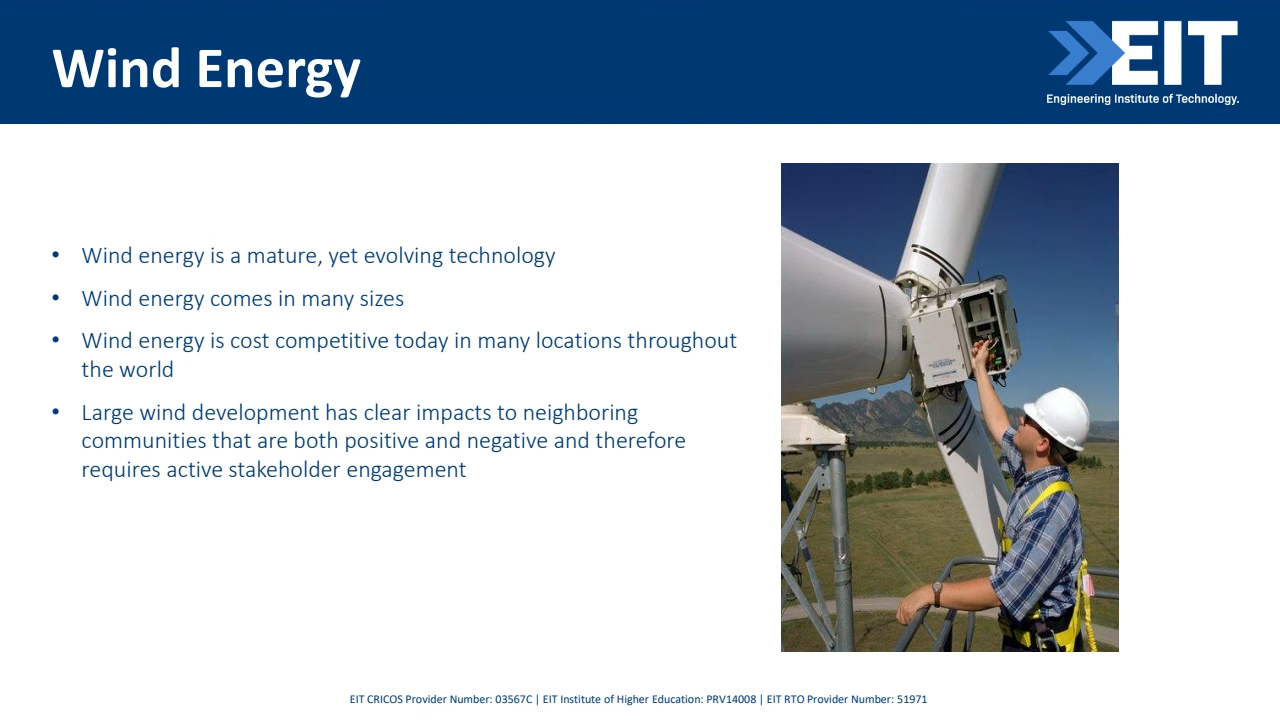 Wind Energy
EIT
Engineering Institute of Technology.
• Wind energy is a mature, yet evolving technology
• Wind energy comes in many sizes
• Wind energy is cost competitive today in many locations throughout
the world
• Large wind development has clear impacts to neighboring
communities that are both positive and negative and therefore
requires active stakeholder engagement
EIT CRICOS Provider Number: 03567C | EIT Institute of Higher Education: PRV14008 | EIT RTO Provider Number: 51971